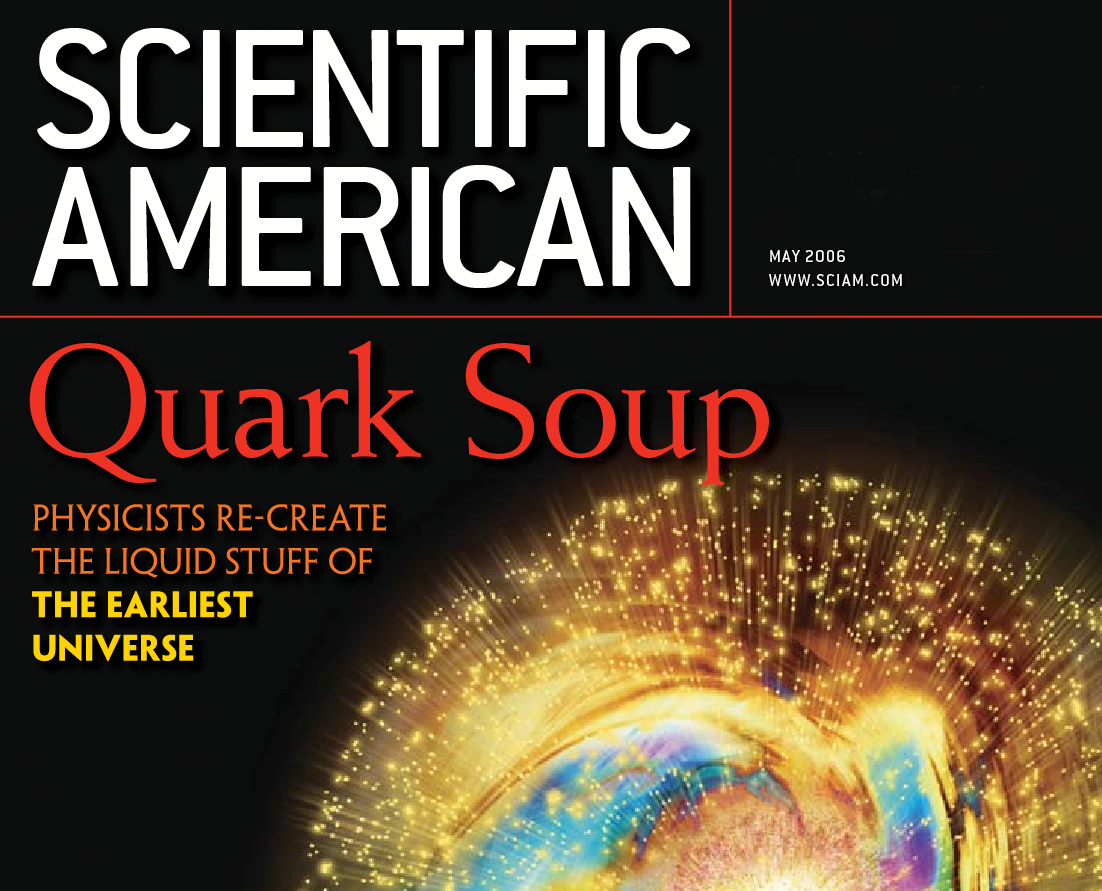 SCIENTIFIC
AMERICAN
MAY 2006
WWW.SCIAM.COM
Quark Soup
PHYSICISTS RE-CREATE
THE LIQUID STUFF OF
THE EARLIEST
UNIVERSE